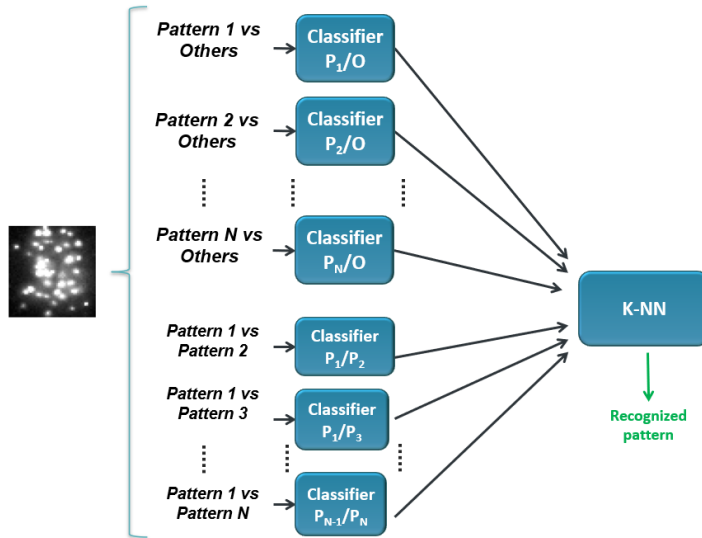 Pattern 1 vs
Others
Classifier
P1/O
Pattern 2 vs
Others
Classifier
P2/O
Pattern N vs
Others
Classifier
PN/O
K-NN
Pattern 1 vs
Pattern 2
Classifier
P1/P2
Pattern 1 vs
Pattern 3
Classifier
P1/P3
Recognized
pattern
Pattern 1 vs
Pattern N
Classifier
PN-1/PN